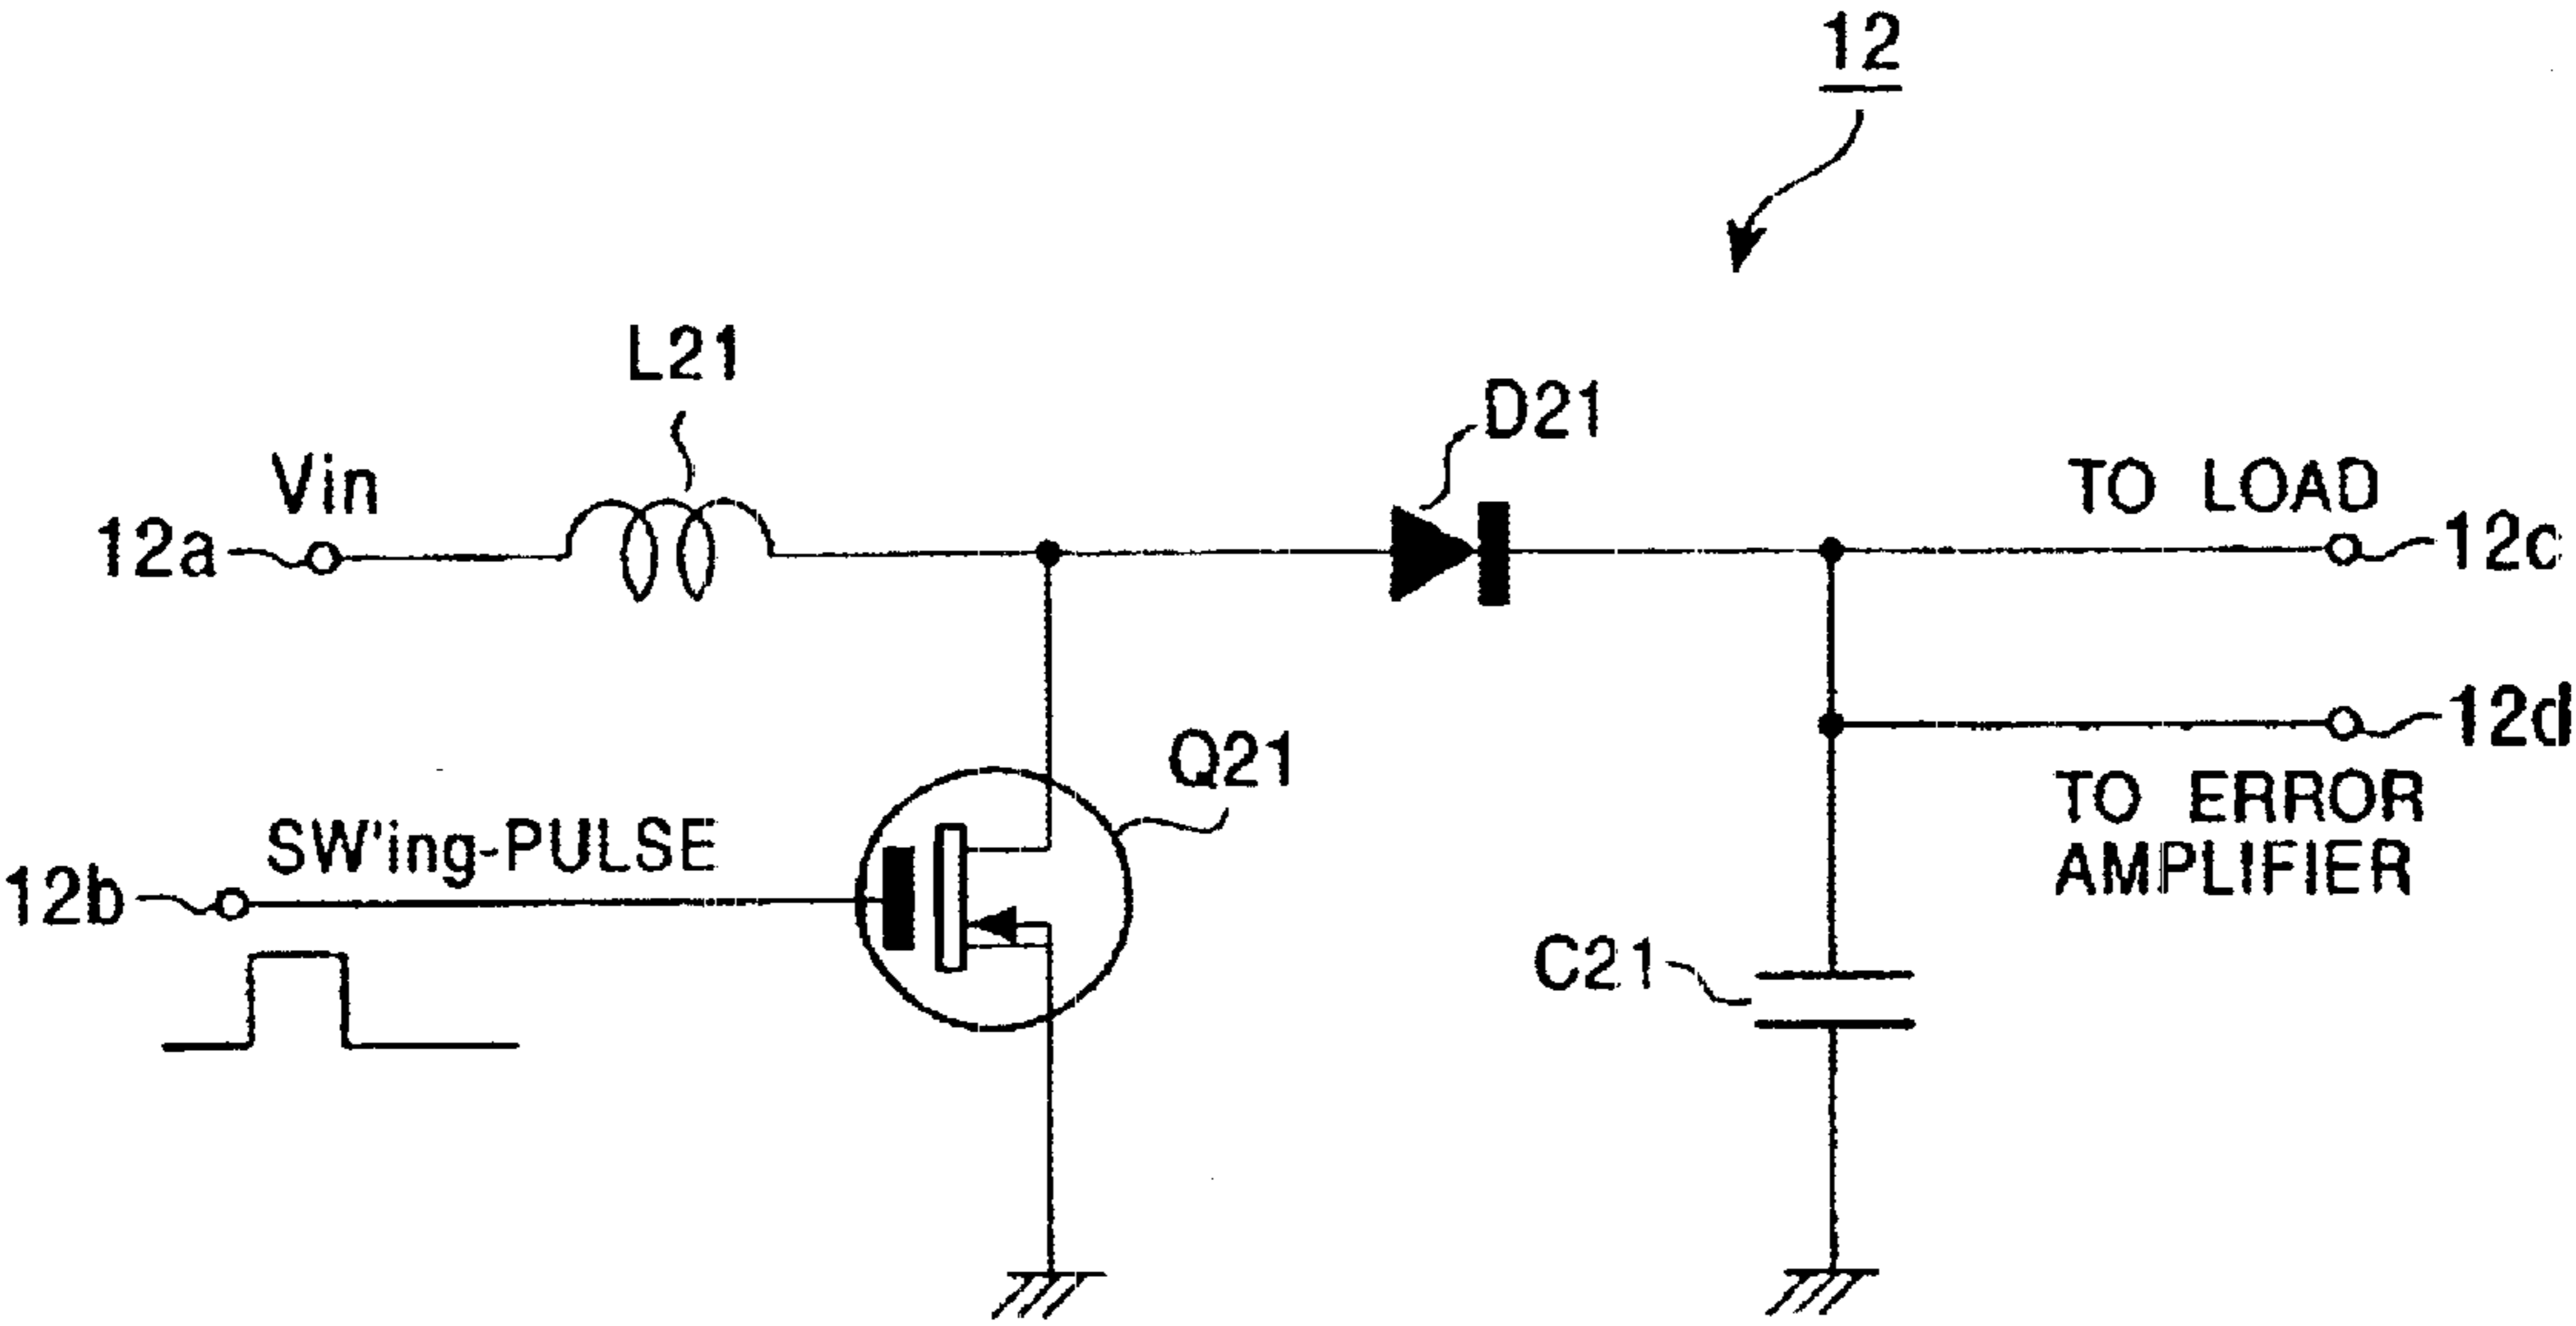 12
L21
D21
Vin
TO LOAD
12a
12c
12d
Q21
TO ERROR
AMPLIFIER
SW'ing-PULSE
12b
C21